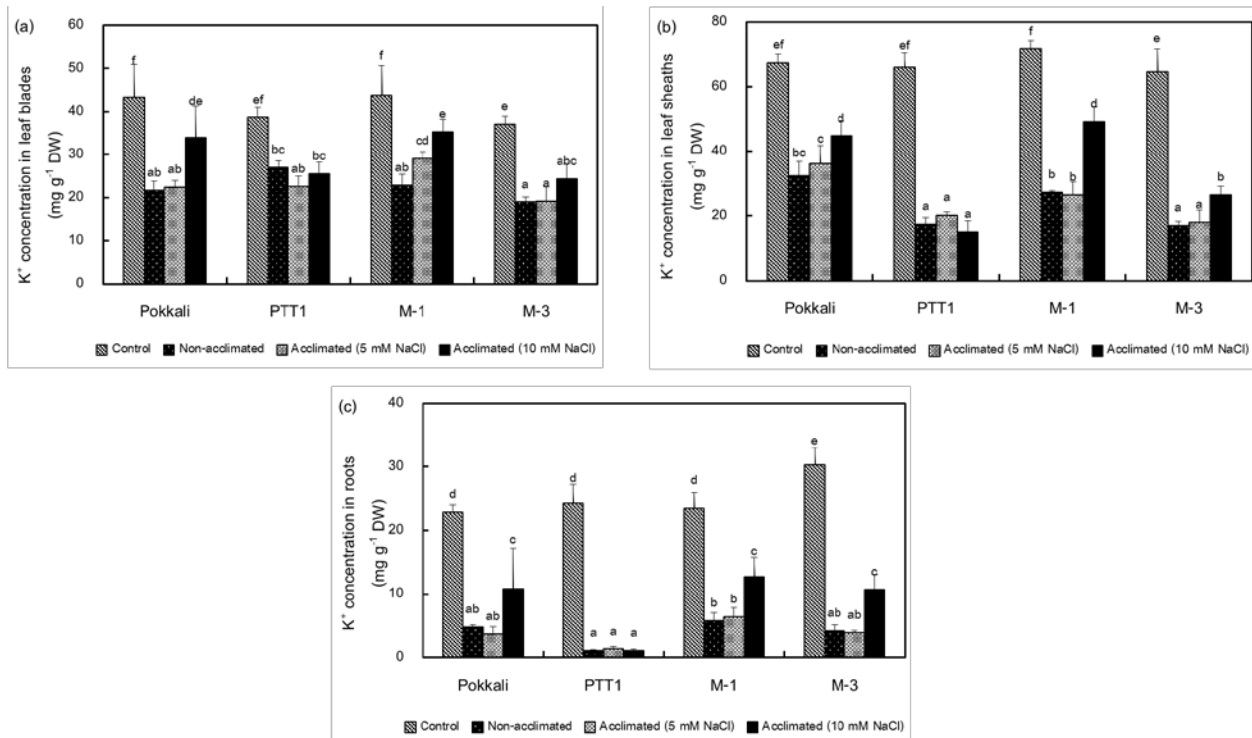 (a)
K⁺ concentration in leaf blades
(mg g⁻¹ DW)
60
50
40
30
20
10
0
f
ab
ab
de
ef
bc
ab
bc
f
ab
cd
e
e
a
a
abc
Pokkali PTT1 M-1 M-3
Control Non-acclimated Acclimated (5 mM NaCl) Acclimated (10 mM NaCl)
(b)
K⁺ concentration in leaf sheaths
(mg g⁻¹ DW)
80
60
40
20
0
ef
bc
c
d
ef
a
a
a
f
b
b
d
e
a
a
b
Pokkali PTT1 M-1 M-3
Control Non-acclimated Acclimated (5 mM NaCl) Acclimated (10 mM NaCl)
(c)
K⁺ concentration in roots
(mg g⁻¹ DW)
40
30
20
10
0
d
ab
ab
c
d
a
a
a
d
b
b
c
e
ab
ab
c
Pokkali PTT1 M-1 M-3
Control Non-acclimated Acclimated (5 mM NaCl) Acclimated (10 mM NaCl)